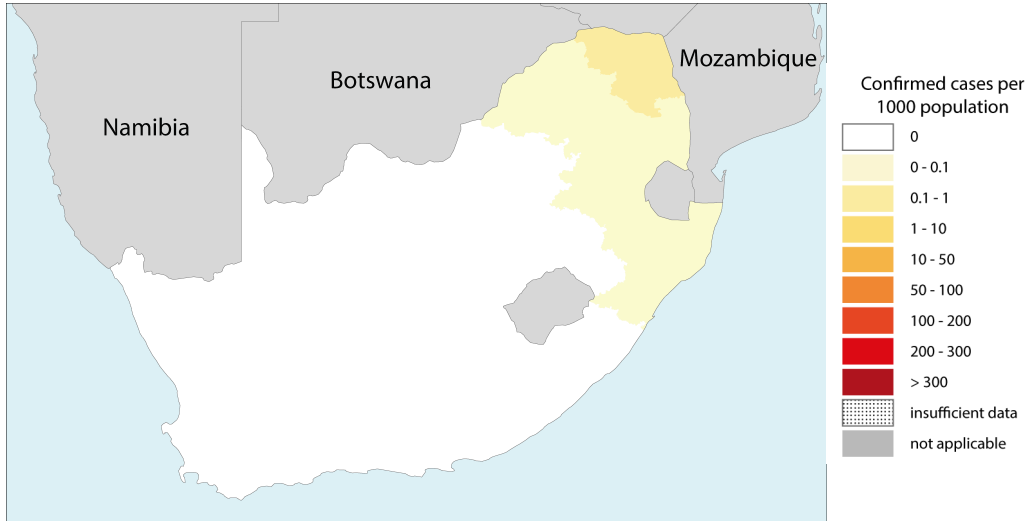 Namibia
Botswana
Mozambique
Confirmed cases per
1000 population
0
0 - 0.1
0.1 - 1
1 - 10
10 - 50
50 - 100
100 - 200
200 - 300
> 300
insufficient data
not applicable